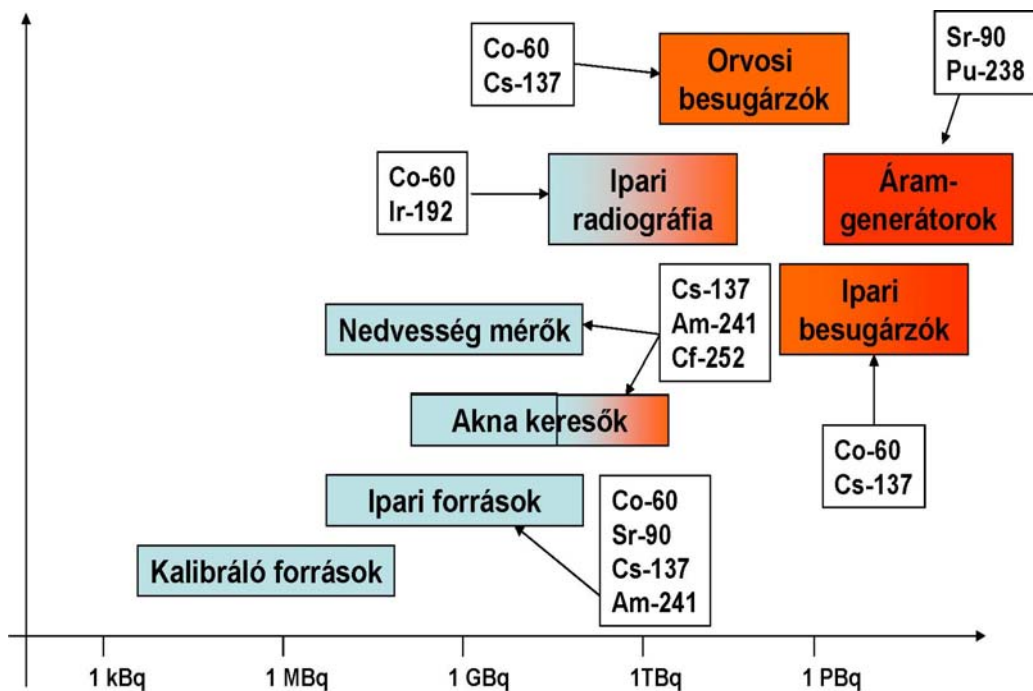 Co-60
Cs-137
Orvosi
besugárzók
Sr-90
Pu-238
Co-60
Ir-192
Ipari
radiográfia
Áram-
generátorok
Nedvesség mérők
Cs-137
Am-241
Cf-252
Ipari
besugárzók
Akna keresők
Co-60
Cs-137
Ipari források
Co-60
Sr-90
Cs-137
Am-241
Kalibráló források
1 kBq
1 MBq
1 GBq
1TBq
1 PBq